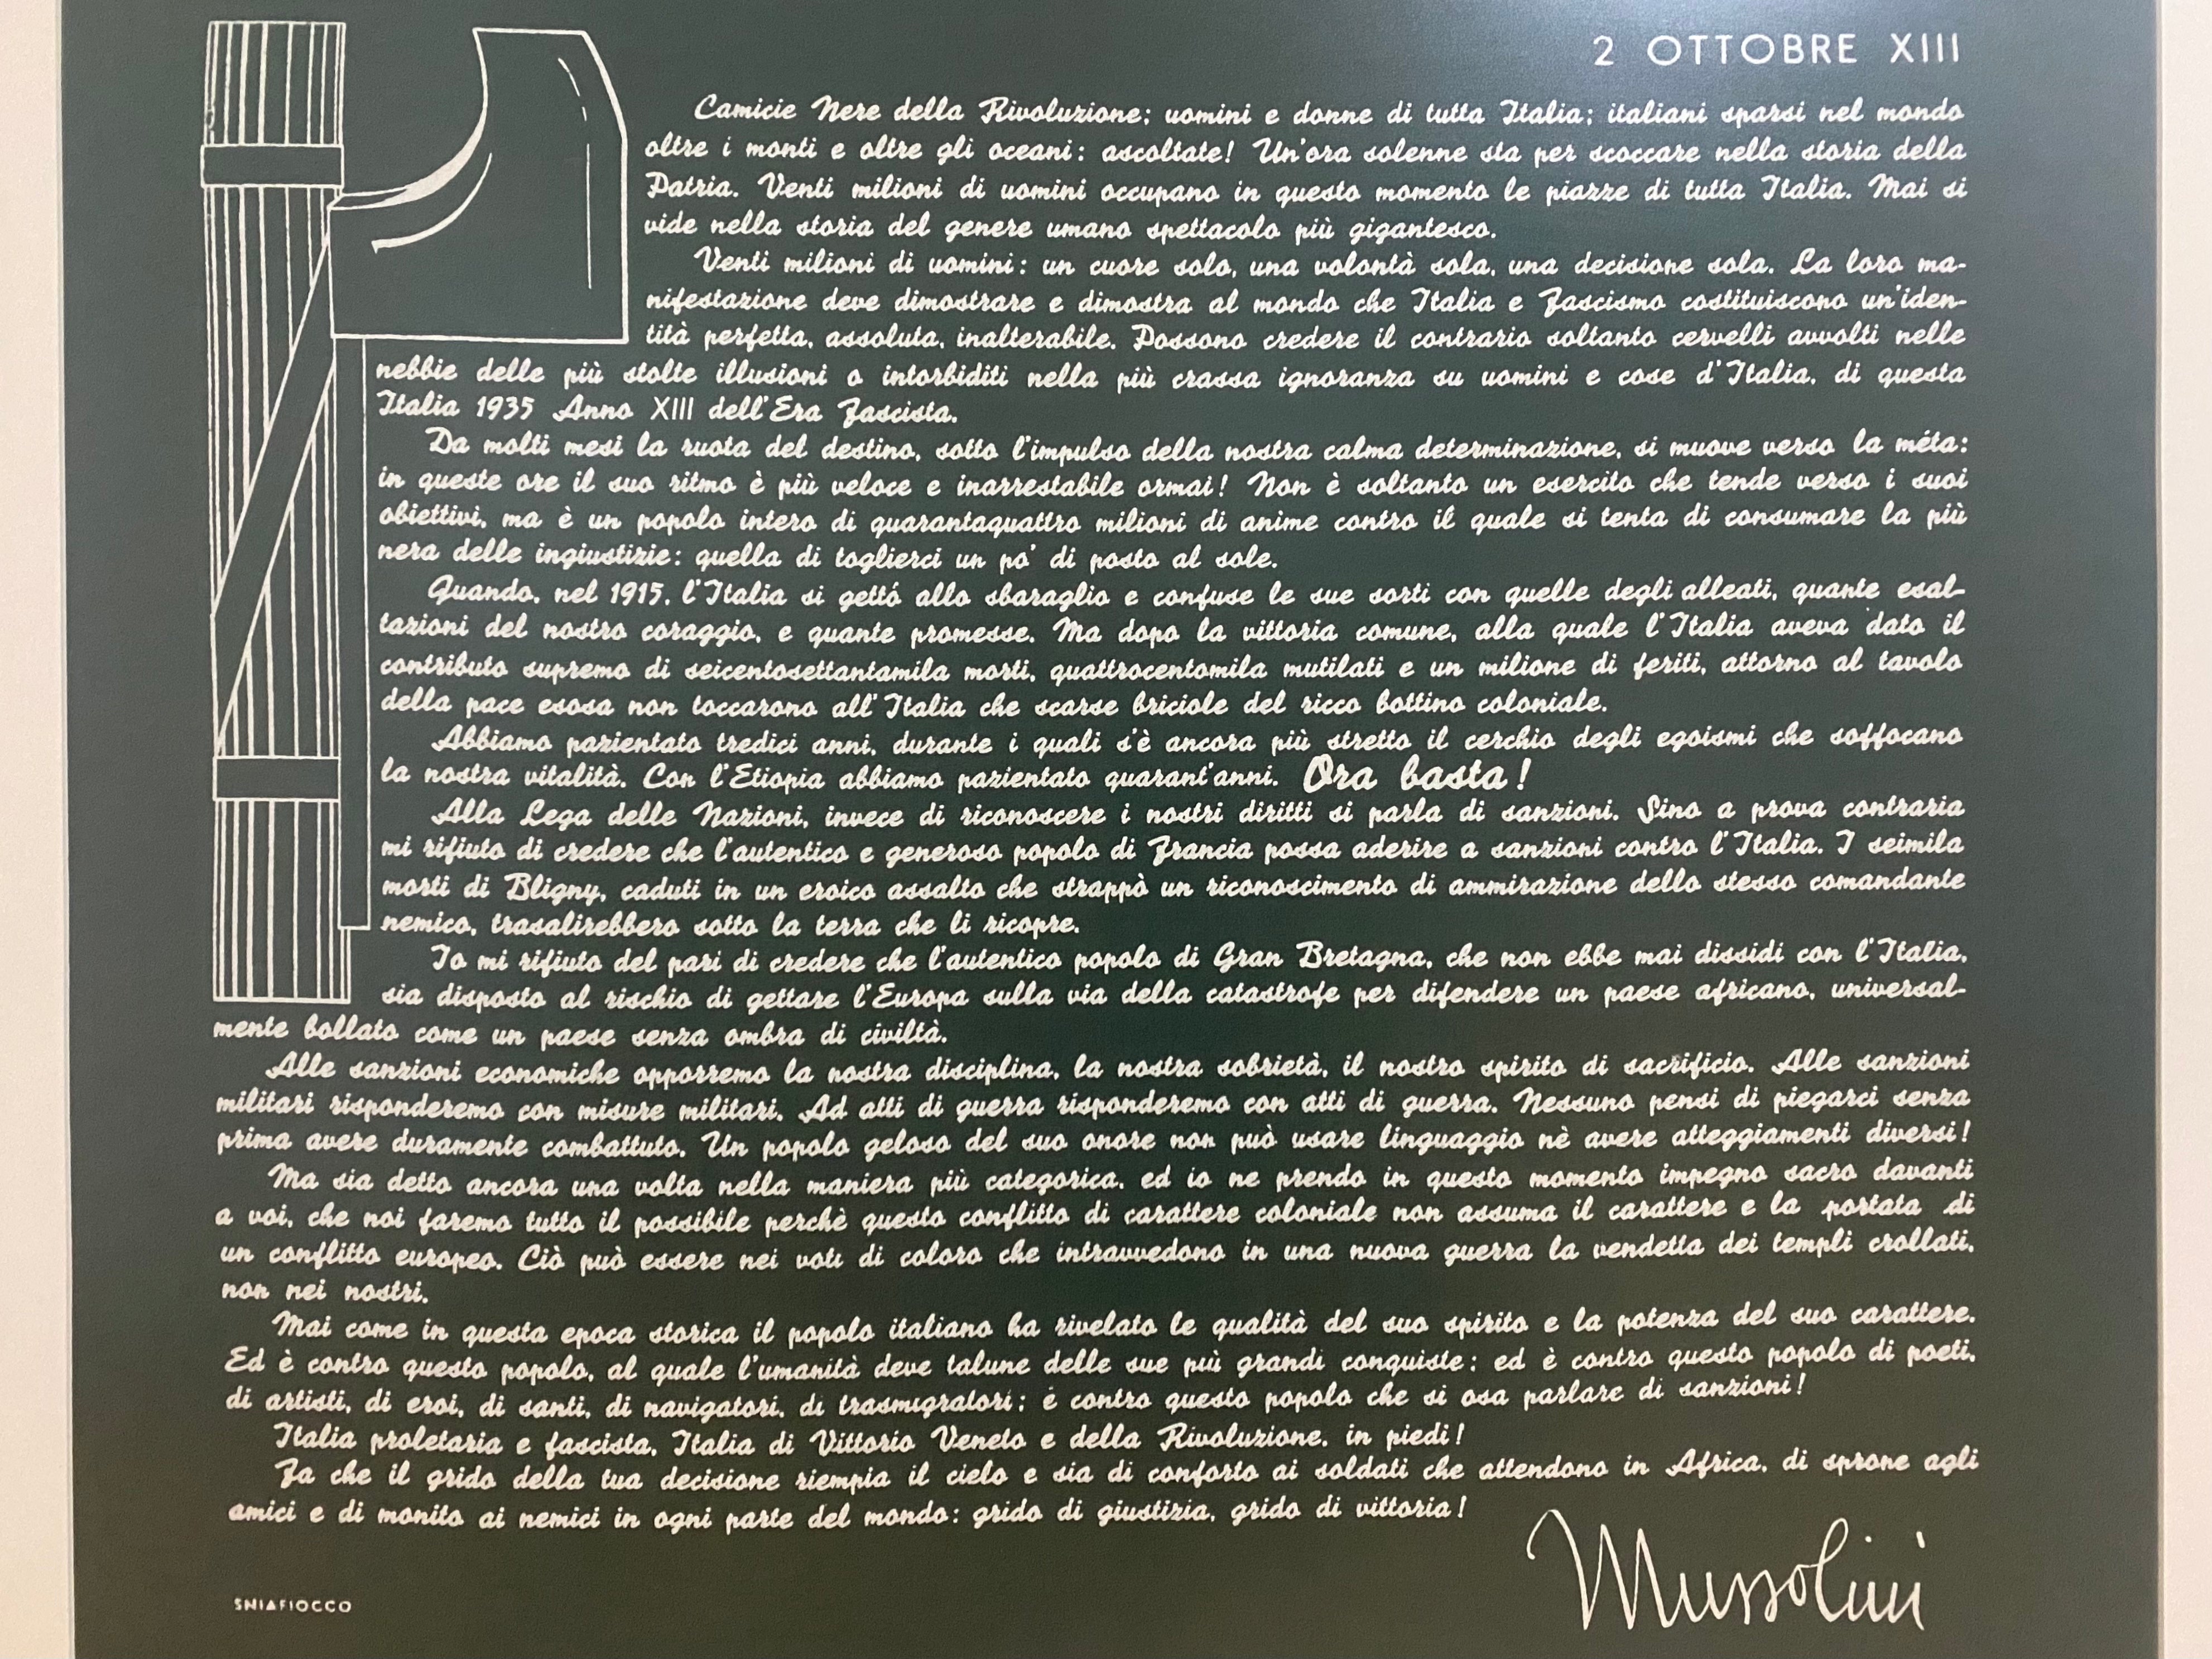 2 OTTOBRE XIII
Camicie Nere della Rivoluzione; uomini e donne di tutta Italia; italiani sparsi nel mondo
oltre i monti e oltre gli oceani: ascoltate! Un'ora solenne sta per scoccare nella storia della
Patria. Venti milioni di uomini occupano in questo momento le piazze di tutta Italia. Mai si
vide nella storia del genere umano spettacolo più gigantesco.
Venti milioni di uomini: un cuore solo, una volontà sola, una decisione sola. La loro ma-
nifestazione deve dimostrare e dimostra al mondo che Italia e Fascismo costituiscono un'iden-
tità perfetta, assoluta, inalterabile. Possono credere il contrario soltanto cervelli avvolti nelle
nebbie delle più stolte illusioni o intorbiditi nella più crassa ignoranza su uomini e cose d'Italia, di questa
Italia 1935 Anno XIII dell'Era Fascista.
Da molti mesi la ruota del destino, sotto l'impulso della nostra calma determinazione, si muove verso la méta:
in queste ore il suo ritmo è più veloce e inarrestabile ormai! Non è soltanto un esercito che tende verso i suoi
obiettivi, ma è un popolo intero di quarantaquattro milioni di anime contro il quale si tenta di consumare la più
nera delle ingiustizie: quella di toglierci un po' di posto al sole.
Quando, nel 1915, l'Italia si gettó allo sbaraglio e confuse le sue sorti con quelle degli alleati, quante esal-
tazioni del nostro coraggio, e quante promesse. Ma dopo la vittoria comune, alla quale l'Italia aveva dato il
contributo supremo di seicentosettantamila morti, quattrocentomila mutilati e un milione di feriti, attorno al tavolo
della pace esosa non toccarono all'Italia che scarse briciole del ricco bottino coloniale.
Abbiamo pazientato tredici anni, durante i quali s'è ancora più stretto il cerchio degli egoismi che soffocano
la nostra vitalità. Con l'Etiopia abbiamo pazientato quarant'anni. Ora basta!
Alla Lega delle Nazioni, invece di riconoscere i nostri diritti si parla di sanzioni. Sino a prova contraria
mi rifiuto di credere che l'autentico e generoso popolo di Francia possa aderire a sanzioni contro l'Italia. I seimila
morti di Bligny, caduti in un eroico assalto che strappò un riconoscimento di ammirazione dello stesso comandante
nemico, trasalirebbero sotto la terra che li ricopre.
Io mi rifiuto del pari di credere che l'autentico popolo di Gran Bretagna, che non ebbe mai dissidi con l'Italia,
sia disposto al rischio di gettare l'Europa sulla via della catastrofe per difendere un paese africano, universal-
mente bollato come un paese senza ombra di civiltà.
Alle sanzioni economiche opporremo la nostra disciplina, la nostra sobrietà, il nostro spirito di sacrificio. Alle sanzioni
militari risponderemo con misure militari. Ad atti di guerra risponderemo con atti di guerra. Nessuno pensi di piegarci senza
prima avere duramente combattuto. Un popolo geloso del suo onore non può usare linguaggio nè avere atteggiamenti diversi!
Ma sia detto ancora una volta nella maniera più categorica, ed io ne prendo in questo momento impegno sacro davanti
a voi, che noi faremo tutto il possibile perchè questo conflitto di carattere coloniale non assuma il carattere e la portata di
un conflitto europeo. Ciò può essere nei voti di coloro che intravvedono in una nuova guerra la vendetta dei templi crollati,
non nei nostri.
Mai come in questa epoca storica il popolo italiano ha rivelato le qualità del suo spirito e la potenza del suo carattere.
Ed è contro questo popolo, al quale l'umanità deve talune delle sue più grandi conquiste; ed è contro questo popolo di poeti,
di artisti, di eroi, di santi, di navigatori, di trasmigratori; é contro questo popolo che si osa parlare di sanzioni!
Italia proletaria e fascista, Italia di Vittorio Veneto e della Rivoluzione, in piedi!
Fa che il grido della tua decisione riempia il cielo e sia di conforto ai soldati che attendono in Africa, di sprone agli
amici e di monito ai nemici in ogni parte del mondo: grido di giustizia, grido di vittoria!
Mussolini
SNIAFIOCCO